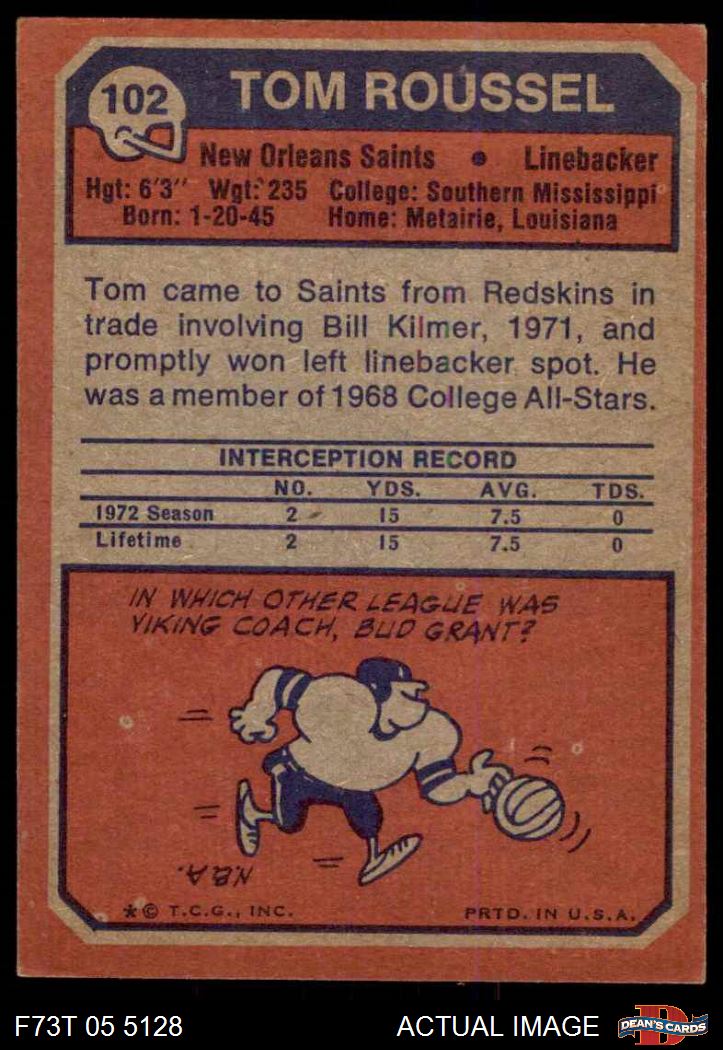 102
TOM ROUSSEL
New Orleans Saints • Linebacker
Hgt: 6'3" Wgt: 235 College: Southern Mississippi
Born: 1-20-45 Home: Metairie, Louisiana
Tom came to Saints from Redskins in
trade involving Bill Kilmer, 1971, and
promptly won left linebacker spot. He
was a member of 1968 College All-Stars.
INTERCEPTION RECORD
NO. YDS. AVG. TDS.
1972 Season 2 15 7.5 0
Lifetime 2 15 7.5 0
IN WHICH OTHER LEAGUE WAS
VIKING COACH, BUD GRANT?
N.B.A.
* © T.C.G., INC. PRTD. IN U.S.A.
F73T 05 5128 ACTUAL IMAGE D DEAN'S CARDS